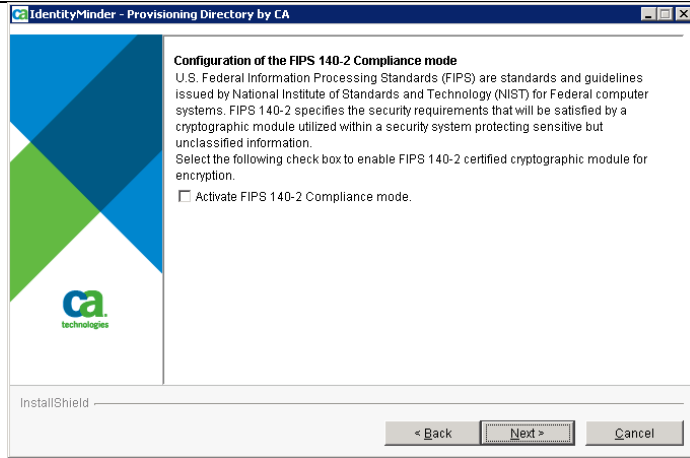 IdentityMinder - Provisioning Directory by CA
Configuration of the FIPS 140-2 Compliance mode
U.S. Federal Information Processing Standards (FIPS) are standards and guidelines
issued by National Institute of Standards and Technology (NIST) for Federal computer
systems. FIPS 140-2 specifies the security requirements that will be satisfied by a
cryptographic module utilized within a security system protecting sensitive but
unclassified information.
Select the following check box to enable FIPS 140-2 certified cryptographic module for
encryption.
Activate FIPS 140-2 Compliance mode.
ca.
technologies
InstallShield
< Back
Next >
Cancel